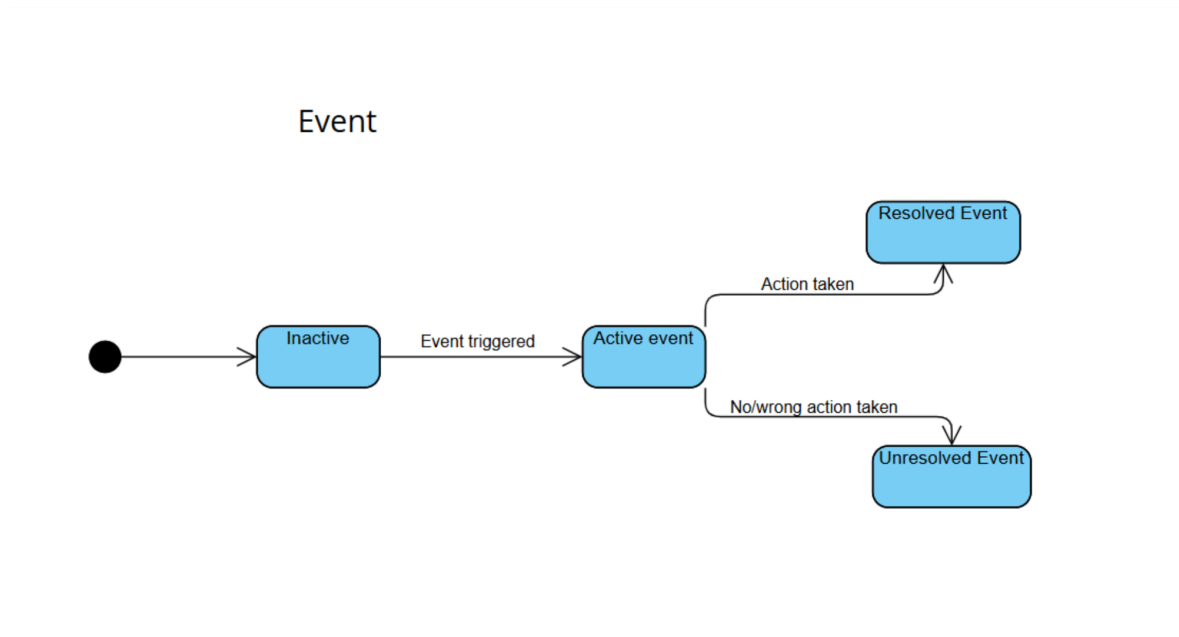 Event
Resolved Event
Action taken
Inactive
Event triggered
Active event
No/wrong action taken
Unresolved Event